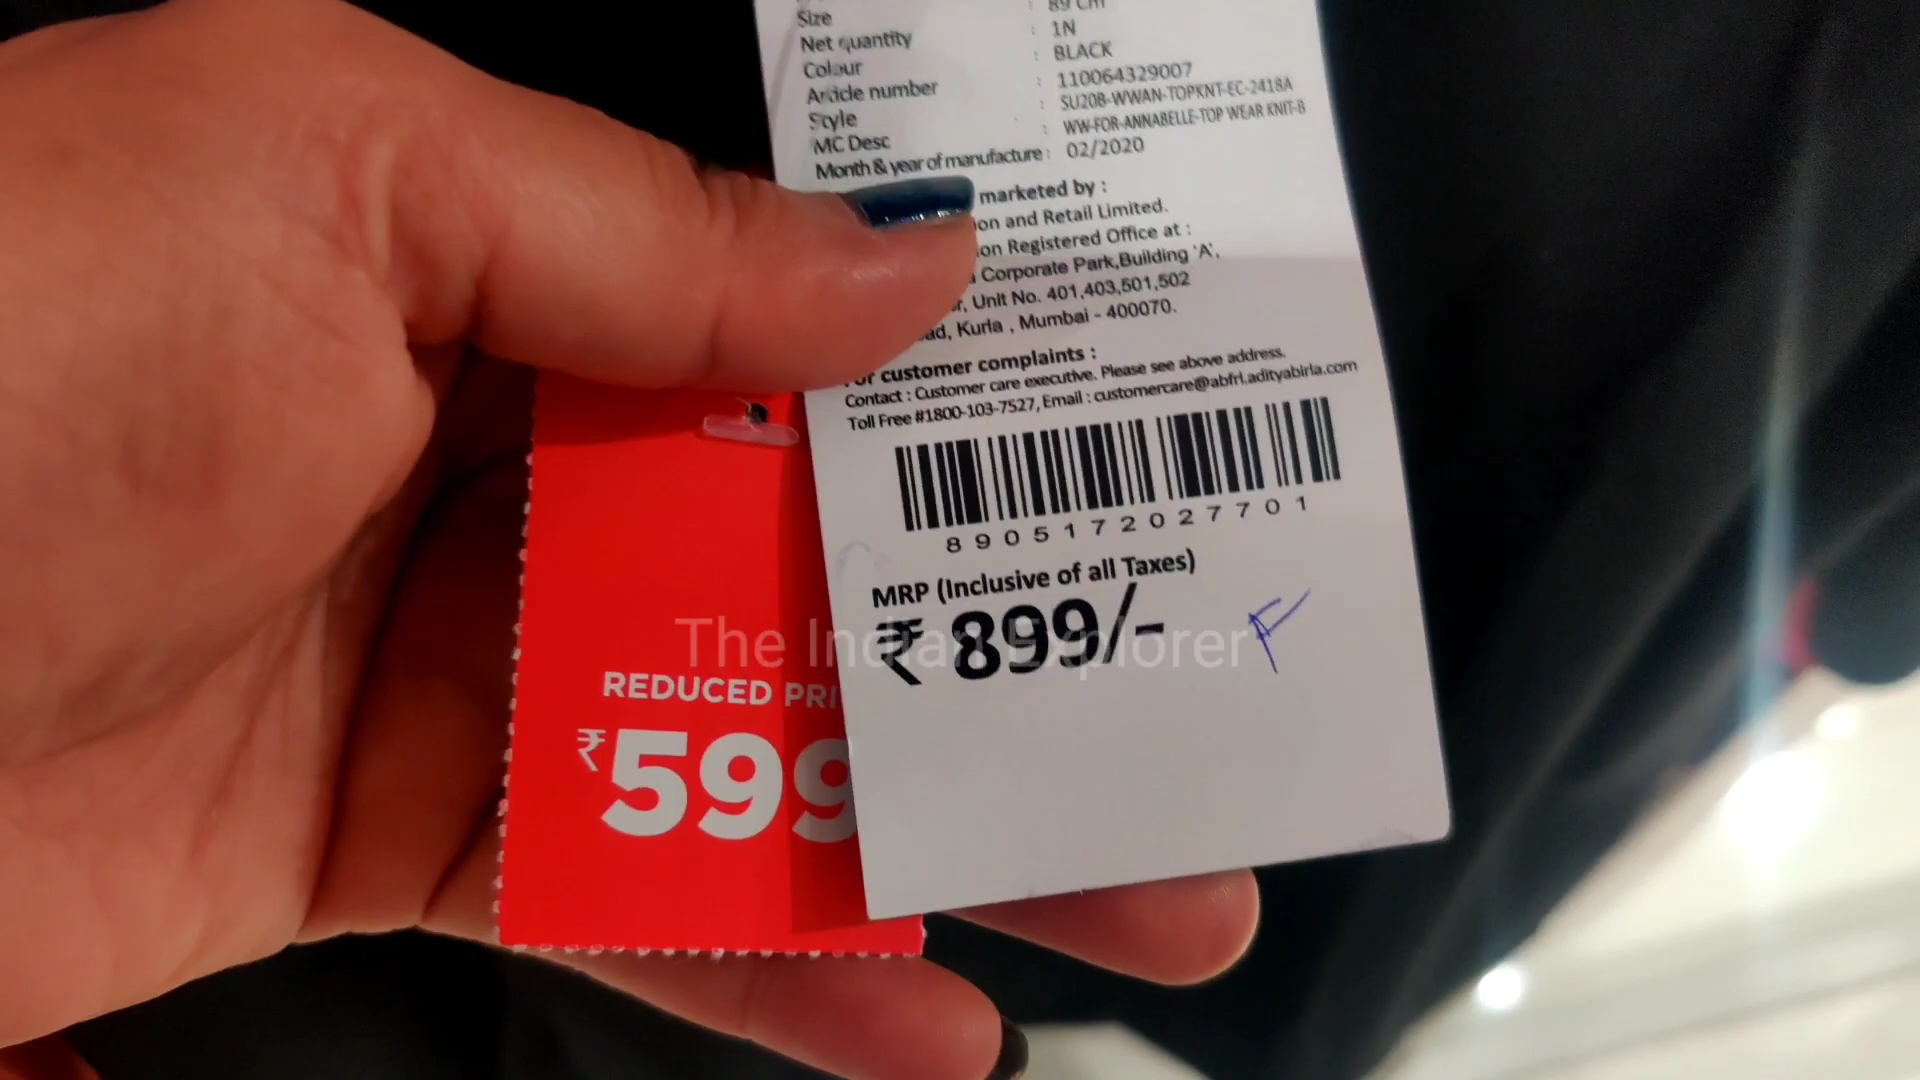 Size : 89 cm
Net quantity : 1N
Colour : BLACK
Article number : 110064329007
Style : SU20B-WWAN-TOPKNT-EC-2418A
MC Desc : WW-FOR-ANNABELLE-TOP WEAR KNIT-B
Month & year of manufacture : 02/2020
marketed by :
and Retail Limited.
Registered Office at :
Corporate Park,Building 'A',
Unit No. 401,403,501,502
Kurla , Mumbai - 400070.
customer complaints :
Contact : Customer care executive. Please see above address.
Toll Free #1800-103-7527, Email : customercare@abfrl.adityabirla.com
8905172027701
MRP (Inclusive of all Taxes)
₹ 899/-
F
The Indian Explorer
REDUCED
₹599